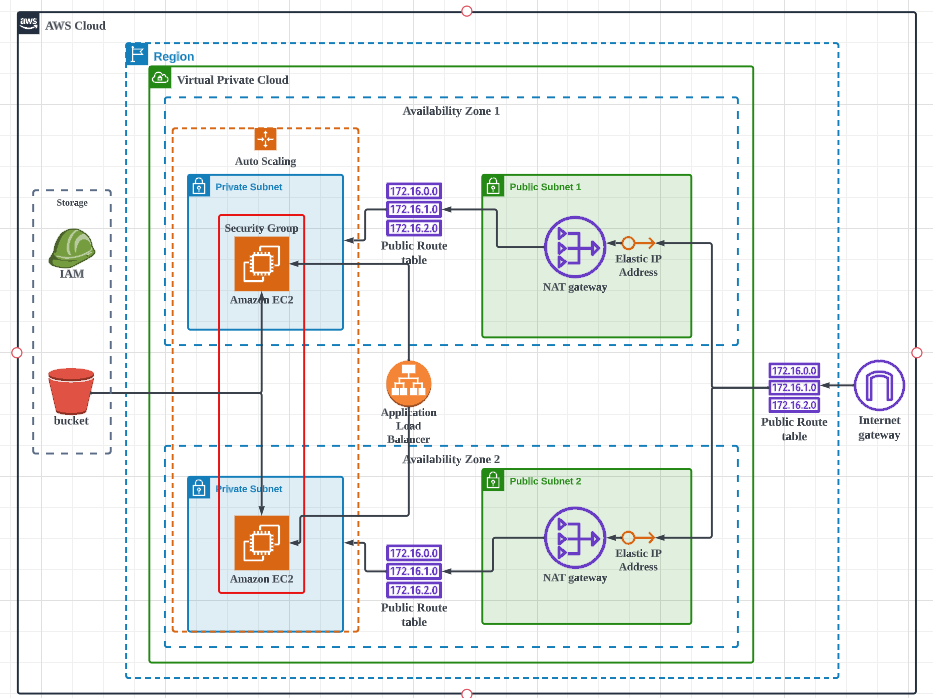 aws
AWS Cloud
Region
Virtual Private Cloud
Availability Zone 1
Auto Scaling
Private Subnet
Security Group
Amazon EC2
172.16.0.0
172.16.1.0
172.16.2.0
Public Route
table
Public Subnet 1
NAT gateway
Elastic IP
Address
Storage
IAM
bucket
Application
Load
Balancer
172.16.0.0
172.16.1.0
172.16.2.0
Public Route
table
Internet
gateway
Availability Zone 2
Private Subnet
Amazon EC2
172.16.0.0
172.16.1.0
172.16.2.0
Public Route
table
Public Subnet 2
NAT gateway
Elastic IP
Address